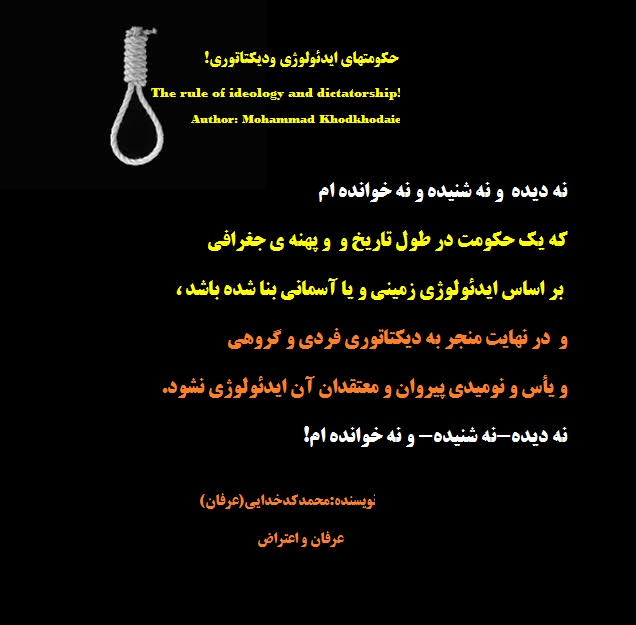 حکومتهای ایدئولوژی ودیکتاتوری!
The rule of ideology and dictatorship!
Author: Mohammad Khodkhodaie
نه دیده و نه شنیده و نه خوانده ام
که یک حکومت در طول تاریخ و و پهنه ی جغرافی
بر اساس ایدئولوژی زمینی و یا آسمانی بنا شده باشد ،
و در نهایت منجر به دیکتاتوری فردی و گروهی
و یأس و نومیدی پیروان و معتقدان آن ایدئولوژی نشود.
نه دیده-نه شنیده- و نه خوانده ام!
نویسنده:محمدکدخدایی(عرفان)
عرفان و اعتراض